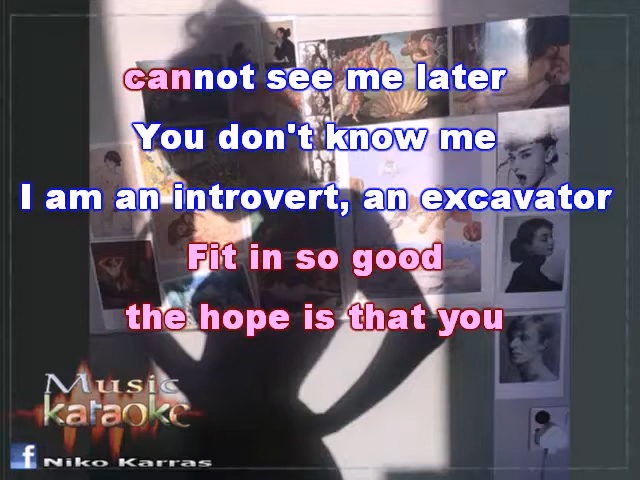 cannot see me later
You don't know me
I am an introvert, an excavator
Fit in so good
the hope is that you
Music
karaoke
f Niko Karras